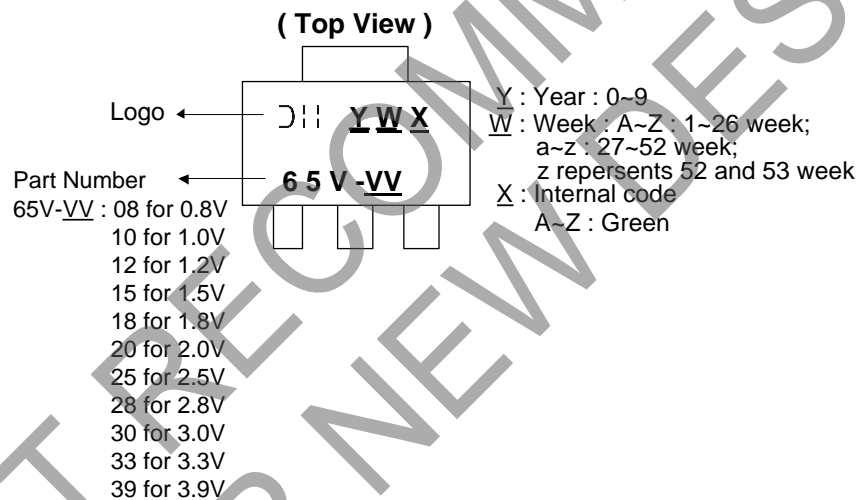 ( Top View )
Logo
Y W X
Y : Year : 0~9
W : Week : A~Z : 1~26 week;
a~z : 27~52 week;
z repersents 52 and 53 week
X : Internal code
A~Z : Green
Part Number
6 5 V -VV
65V-VV : 08 for 0.8V
10 for 1.0V
12 for 1.2V
15 for 1.5V
18 for 1.8V
20 for 2.0V
25 for 2.5V
28 for 2.8V
30 for 3.0V
33 for 3.3V
39 for 3.9V